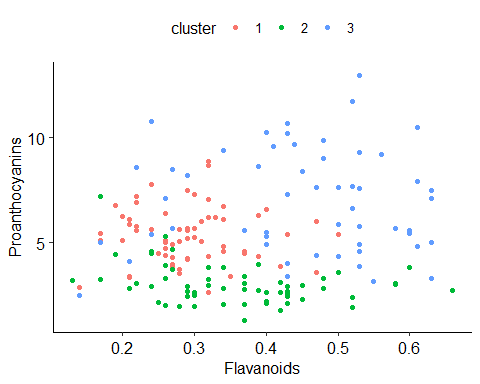 cluster 1 2 3
10
5
Proanthocyanins
0.2 0.3 0.4 0.5 0.6
Flavanoids